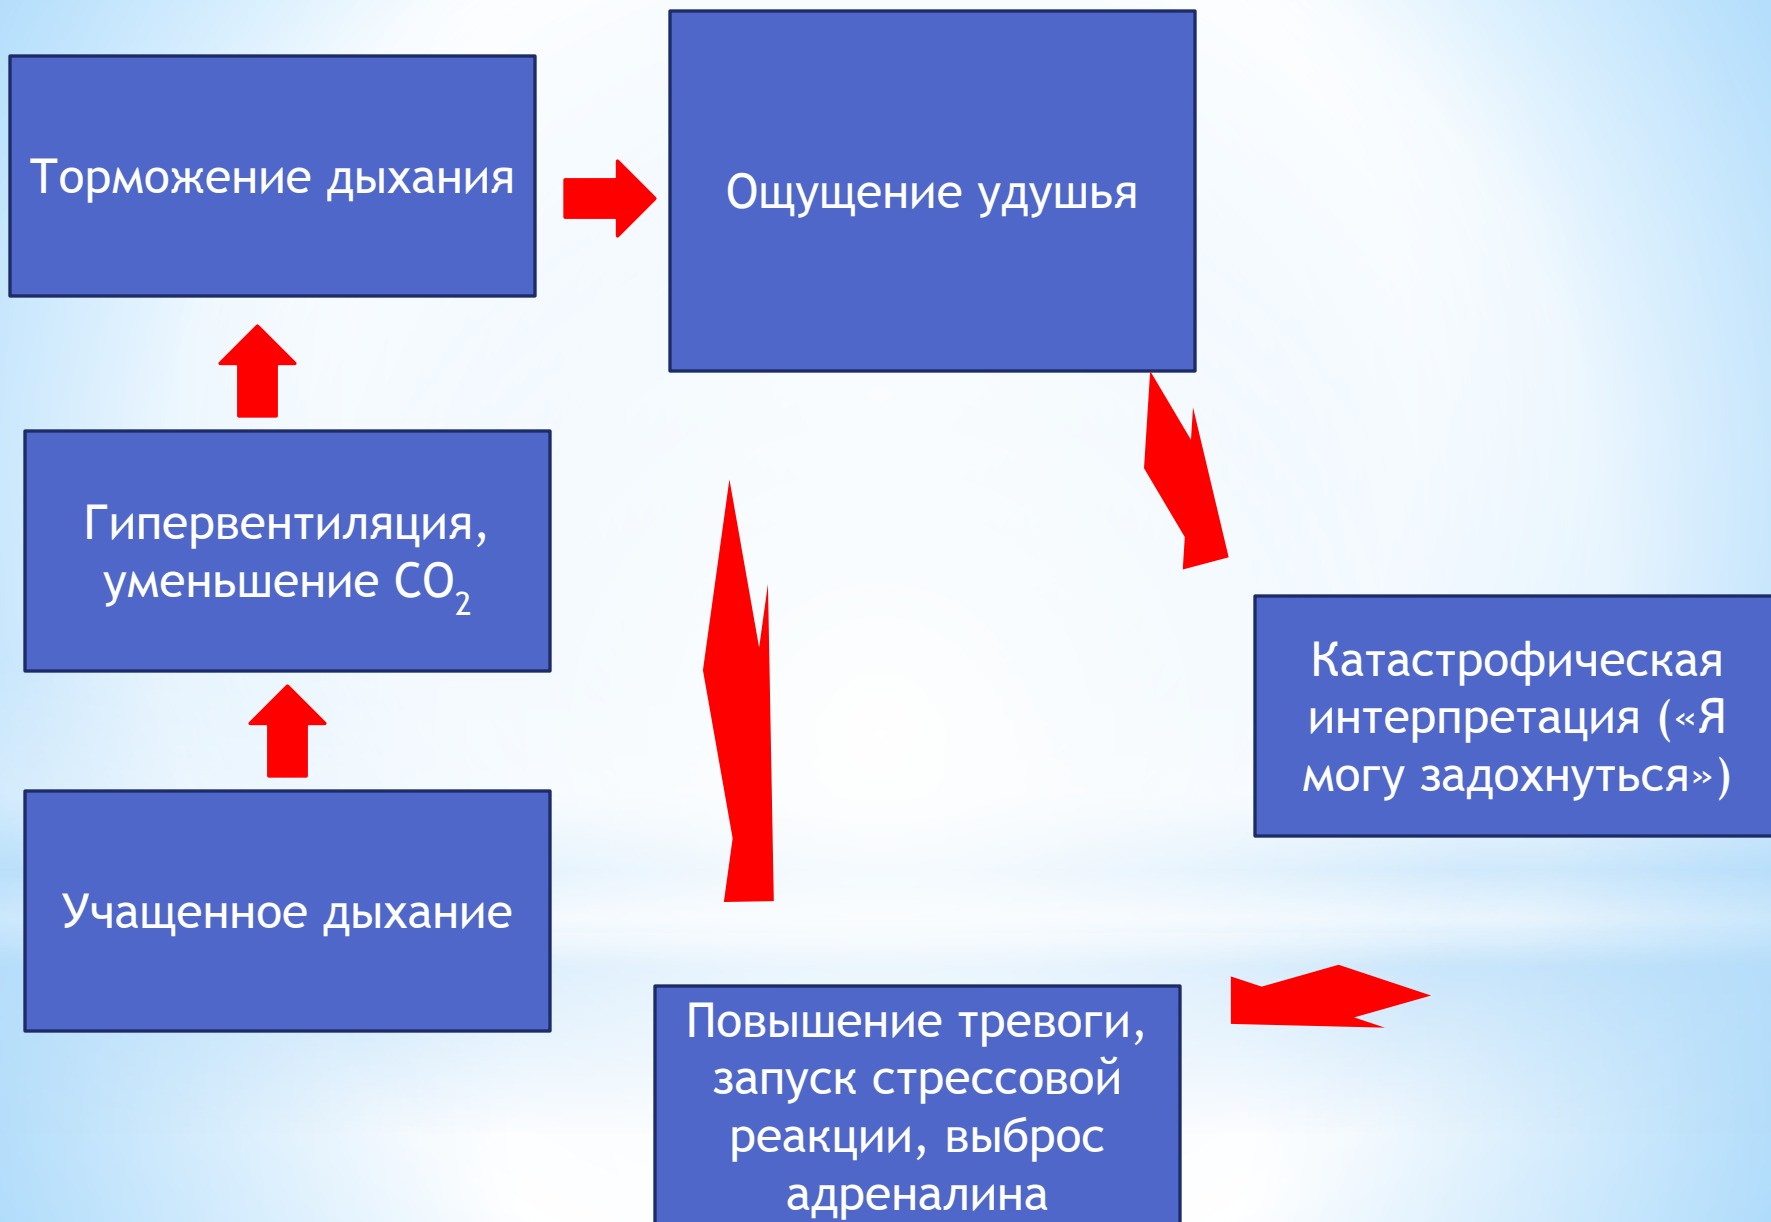 Торможение дыхания
Ощущение удушья
Гипервентиляция,
уменьшение CO₂
Катастрофическая
интерпретация («Я
могу задохнуться»)
Учащенное дыхание
Повышение тревоги,
запуск стрессовой
реакции, выброс
адреналина